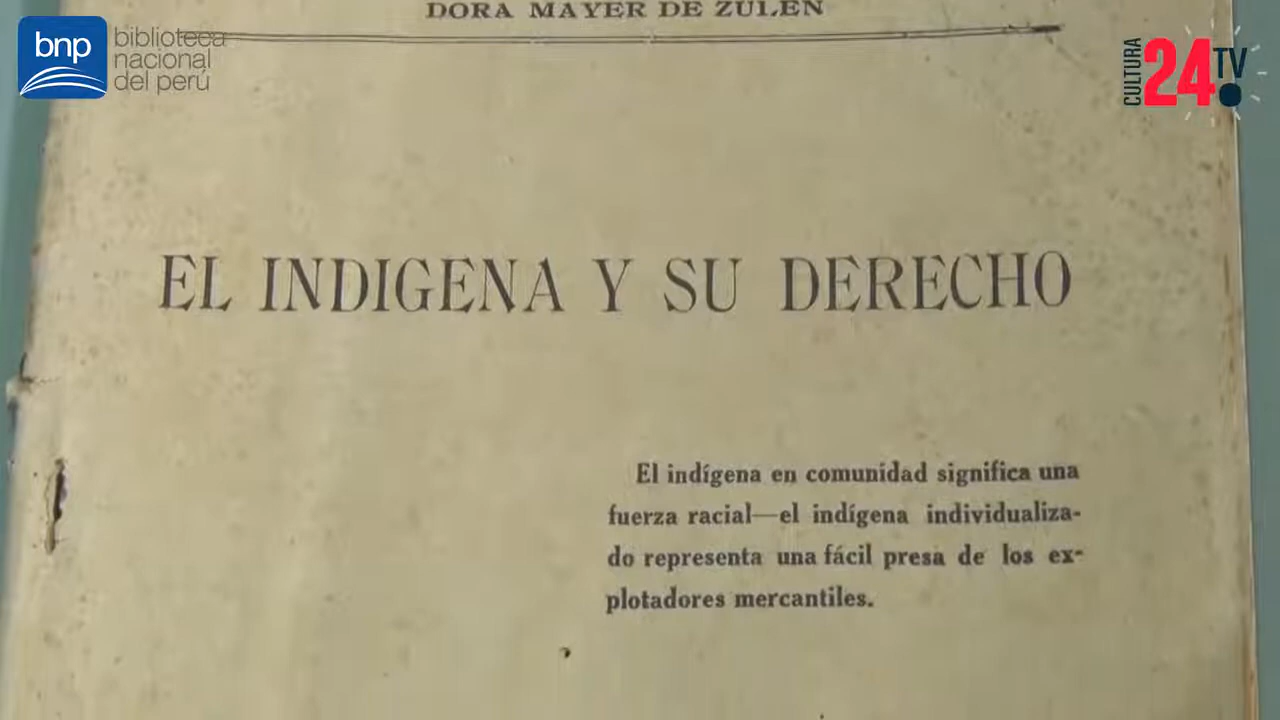 DORA MAYER DE ZULEN
bnp
biblioteca
nacional
del perú
CULTURA
24
TV
EL INDIGENA Y SU DERECHO
El indígena en comunidad significa una
fuerza racial—el indígena individualiza-
do representa una fácil presa de los ex-
plotadores mercantiles.